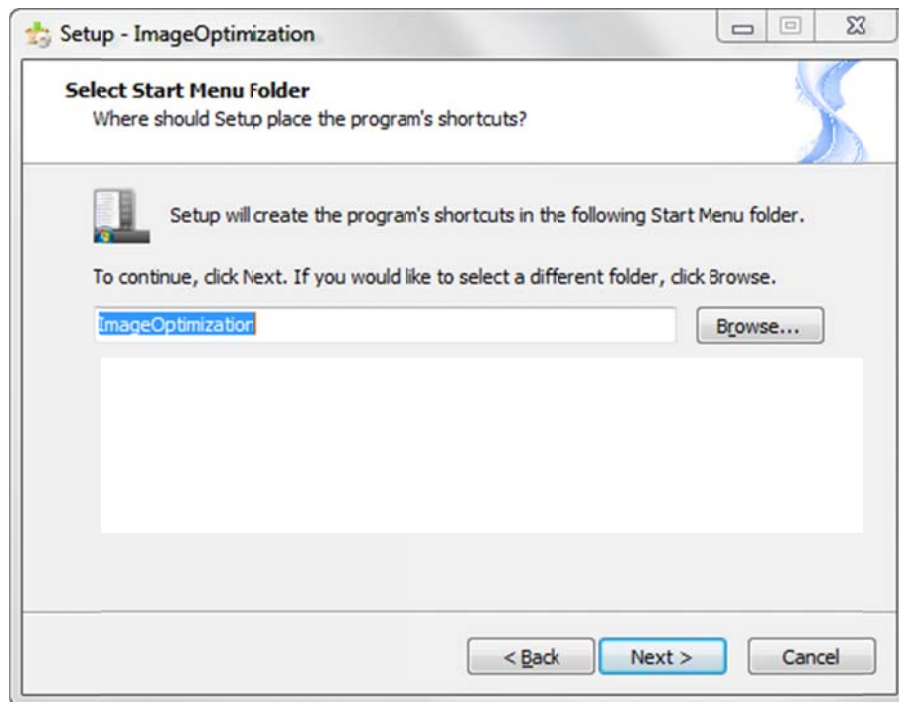 Setup - ImageOptimization
Select Start Menu Folder
Where should Setup place the program's shortcuts?
Setup will create the program's shortcuts in the following Start Menu folder.
To continue, click Next. If you would like to select a different folder, click Browse.
ImageOptimization
Browse...
< Back
Next >
Cancel